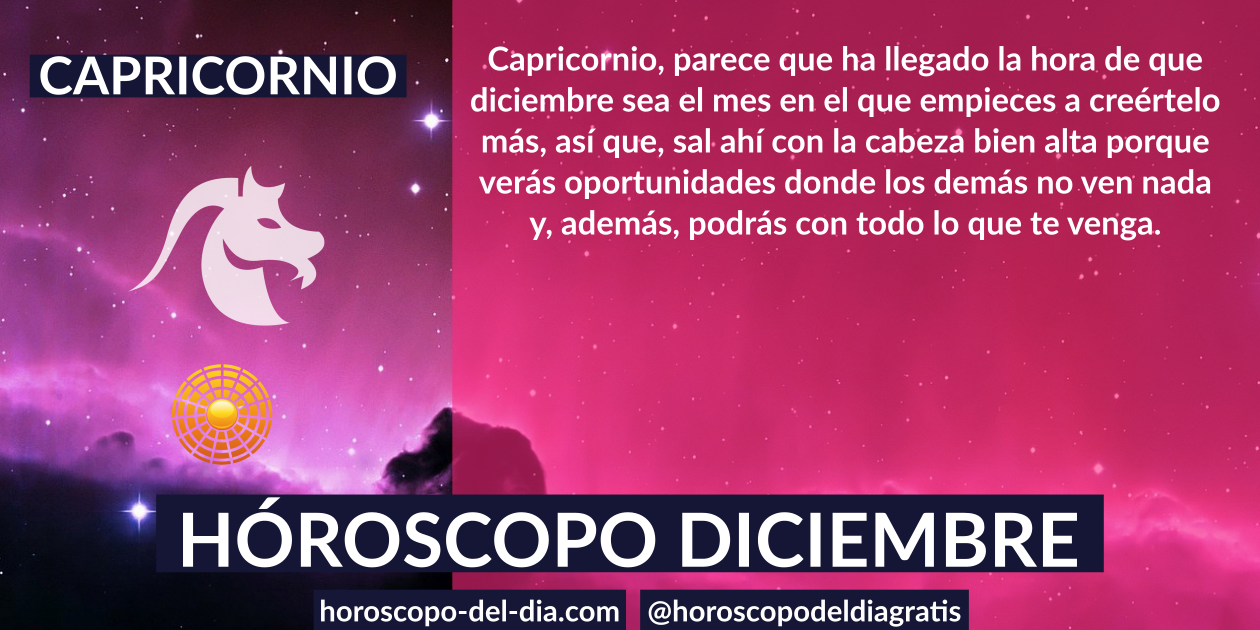 CAPRICORNIO
Capricornio, parece que ha llegado la hora de que
diciembre sea el mes en el que empieces a creértelo
más, así que, sal ahí con la cabeza bien alta porque
verás oportunidades donde los demás no ven nada
y, además, podrás con todo lo que te venga.
HÓROSCOPO DICIEMBRE
horoscopo-del-dia.com
@horoscopodeldiagratis